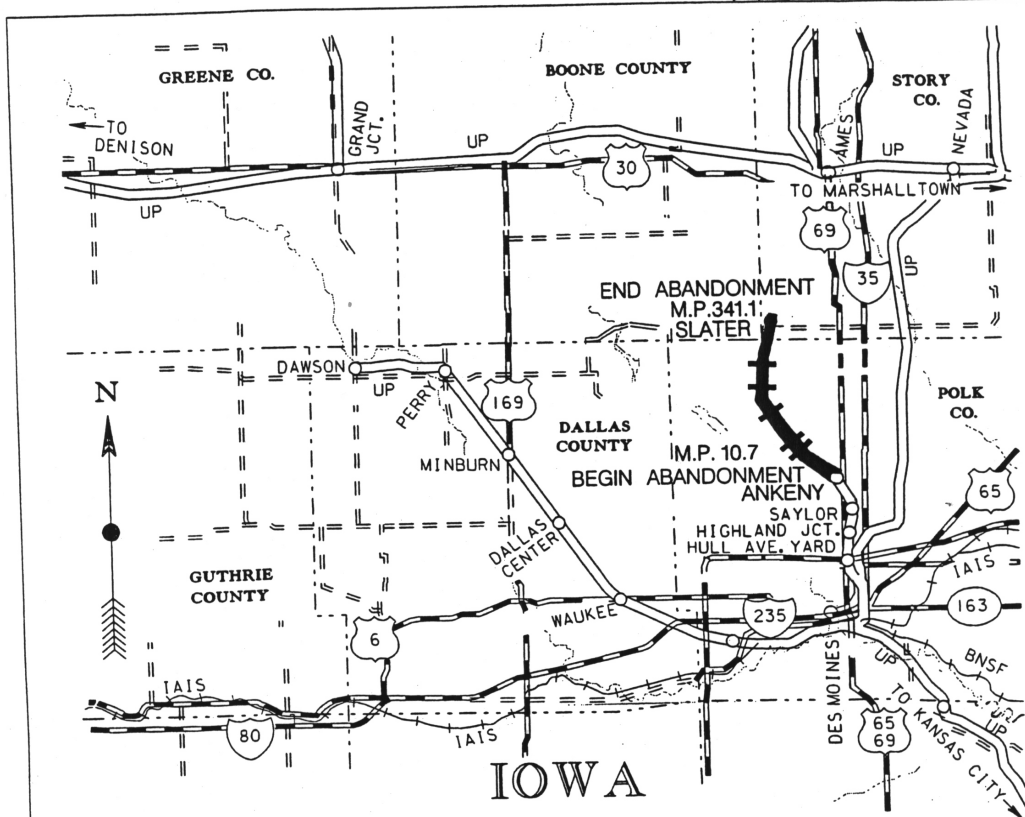 GREENE CO.
BOONE COUNTY
STORY
CO.
TO
DENISON
GRAND
JCT.
UP
AMES
UP
NEVADA
30
UP
TO MARSHALLTOWN
69
UP
35
END ABANDONMENT
M.P.341.1
SLATER
DAWSON
UP
PERRY
N
169
DALLAS
COUNTY
POLK
CO.
MINBURN
M.P. 10.7
BEGIN ABANDONMENT
ANKENY
65
SAYLOR
HIGHLAND JCT.
HULL AVE. YARD
DALLAS
CENTER
IAIS
GUTHRIE
COUNTY
WAUKEE
235
163
6
UP
BNSF
IAIS
DES MOINES
TO KANSAS CITY
UP
65
69
80
IAIS
IOWA